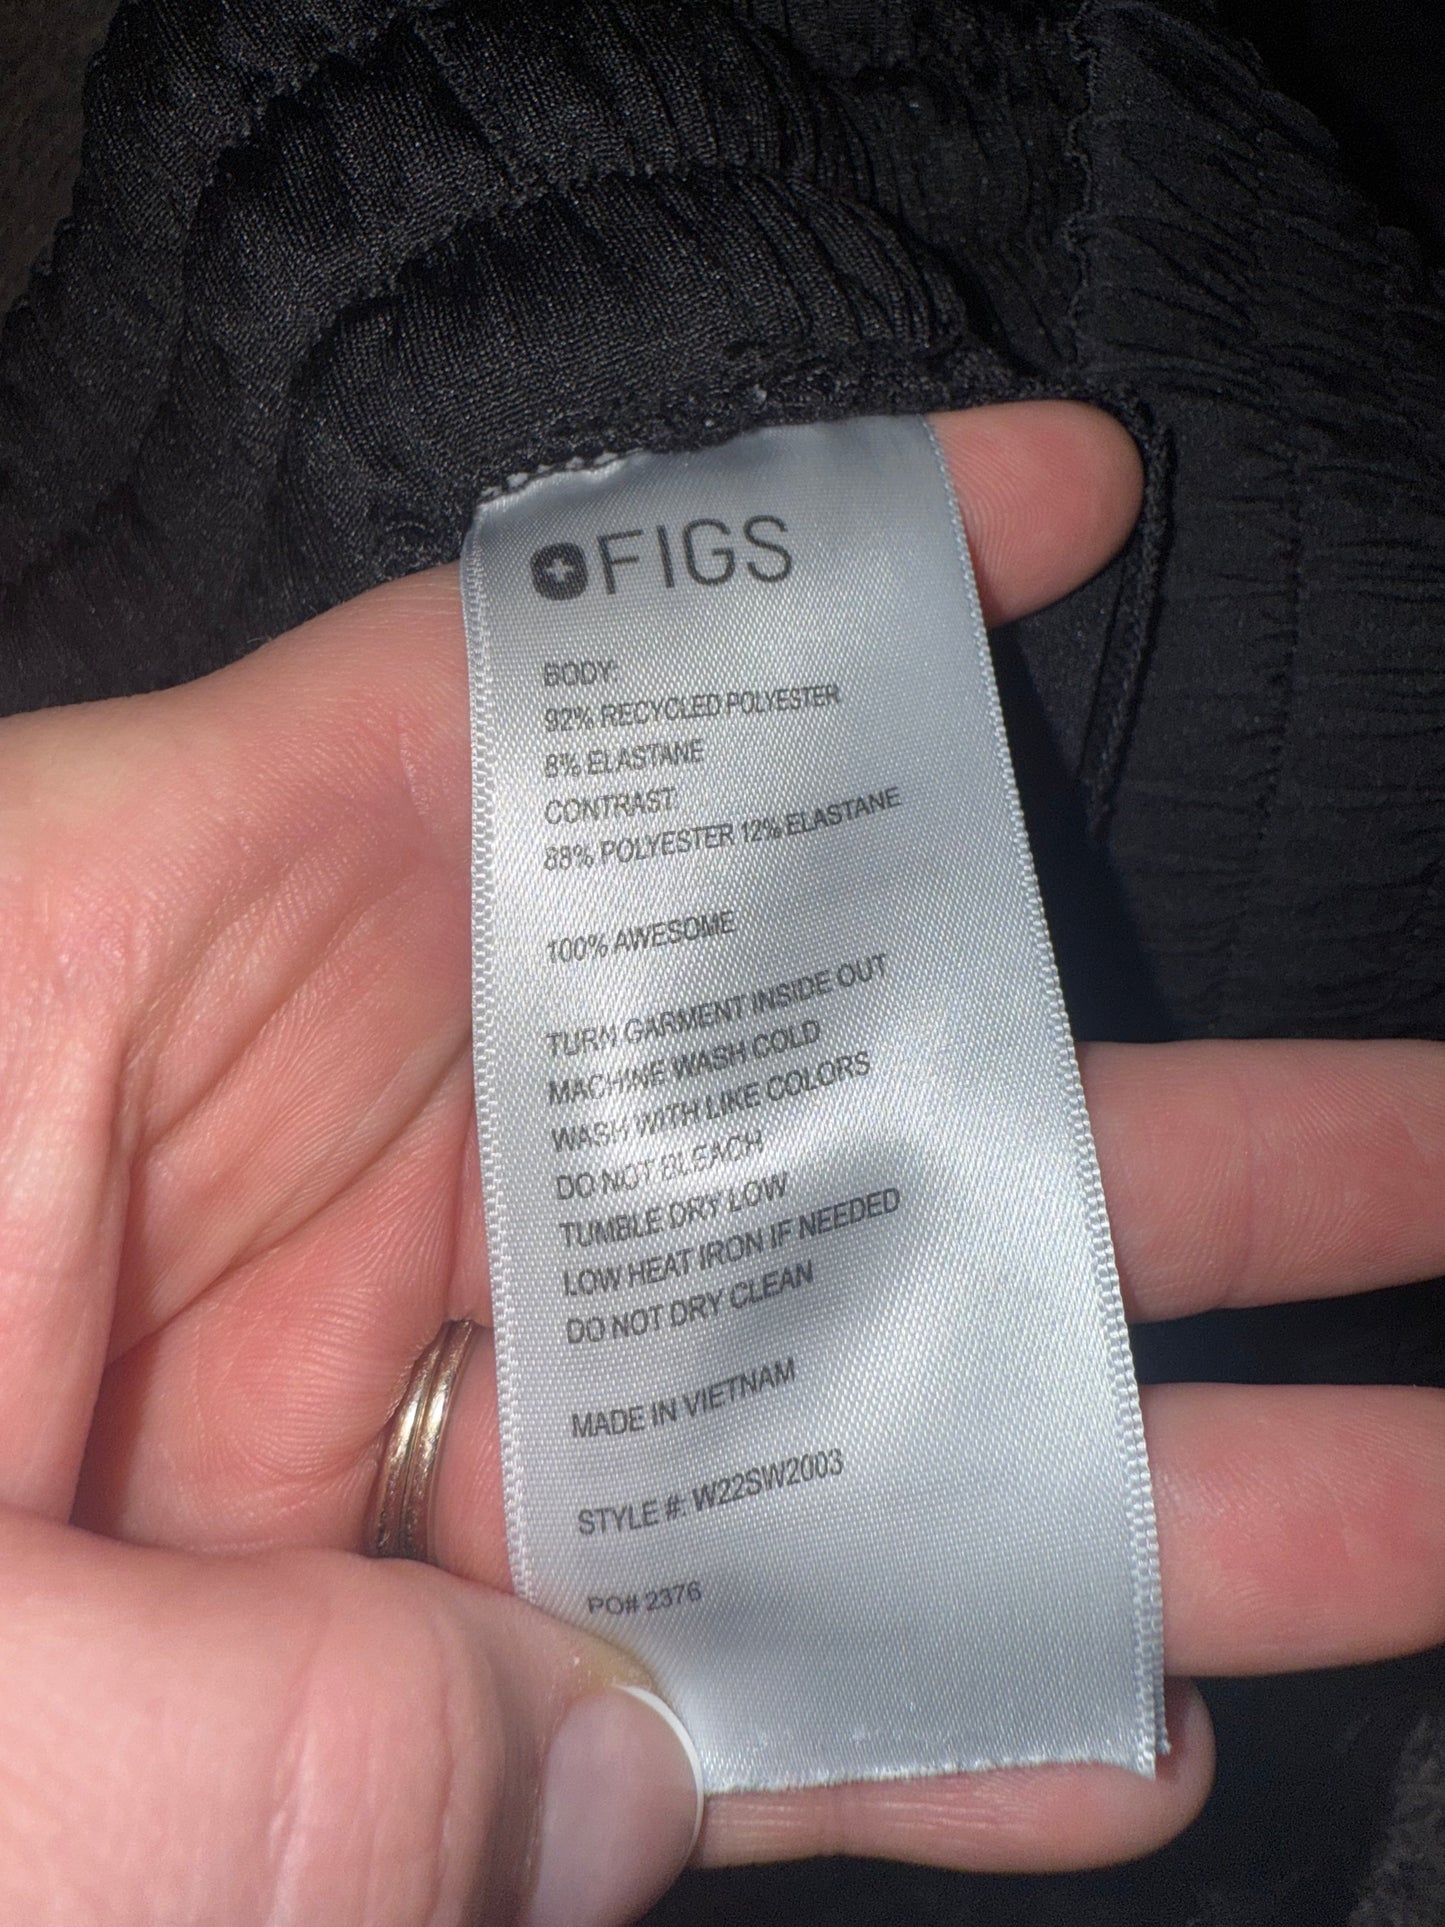 FIGS
BODY:
92% RECYCLED POLYESTER
8% ELASTANE
CONTRAST:
88% POLYESTER 12% ELASTANE
100% AWESOME
TURN GARMENT INSIDE OUT
MACHINE WASH COLD
WASH WITH LIKE COLORS
DO NOT BLEACH
TUMBLE DRY LOW
LOW HEAT IRON IF NEEDED
DO NOT DRY CLEAN
MADE IN VIETNAM
STYLE #: W22SW2003
PO# 2376